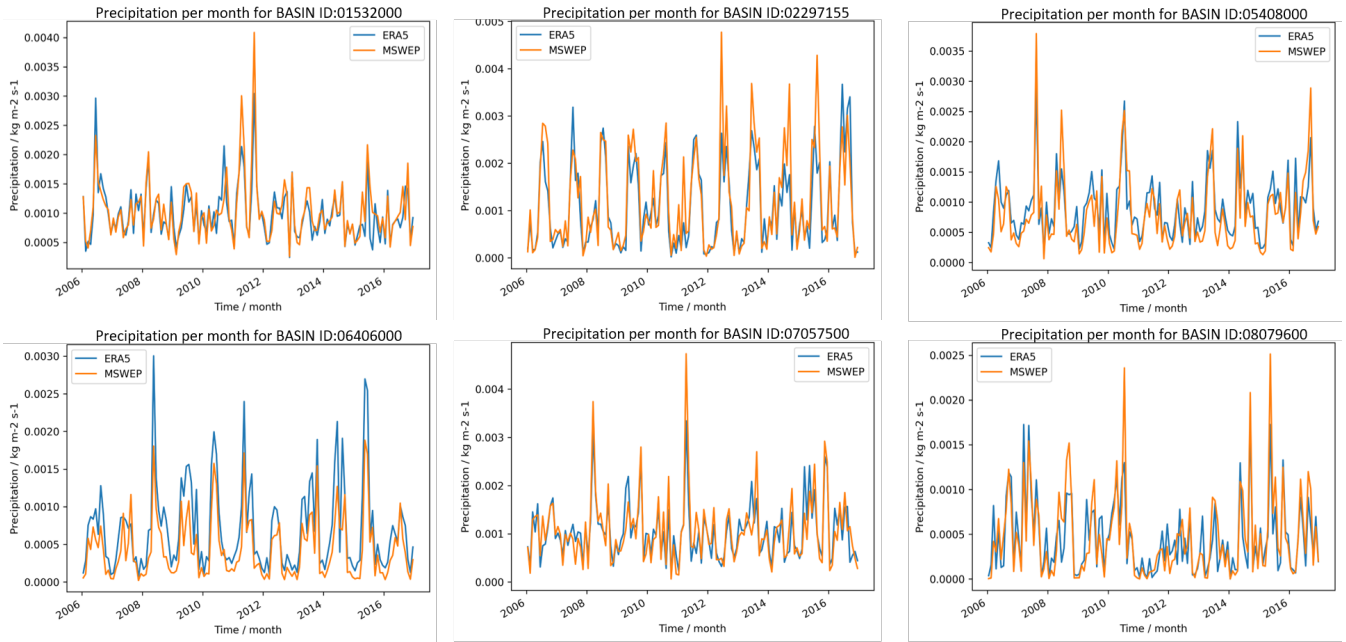 Precipitation per month for BASIN ID:01532000
Precipitation / kg m-2 s-1
0.0040
0.0035
0.0030
0.0025
0.0020
0.0015
0.0010
0.0005
ERA5
MSWEP
2006
2008
2010
2012
2014
2016
Time / month
Precipitation per month for BASIN ID:02297155
Precipitation / kg m-2 s-1
0.005
0.004
0.003
0.002
0.001
0.000
ERA5
MSWEP
2006
2008
2010
2012
2014
2016
Time / month
Precipitation per month for BASIN ID:05408000
Precipitation / kg m-2 s-1
0.0035
0.0030
0.0025
0.0020
0.0015
0.0010
0.0005
0.0000
ERA5
MSWEP
2006
2008
2010
2012
2014
2016
Time / month
Precipitation per month for BASIN ID:06406000
Precipitation / kg m-2 s-1
0.0030
0.0025
0.0020
0.0015
0.0010
0.0005
0.0000
ERA5
MSWEP
2006
2008
2010
2012
2014
2016
Time / month
Precipitation per month for BASIN ID:07057500
Precipitation / kg m-2 s-1
0.004
0.003
0.002
0.001
0.000
ERA5
MSWEP
2006
2008
2010
2012
2014
2016
Time / month
Precipitation per month for BASIN ID:08079600
Precipitation / kg m-2 s-1
0.0025
0.0020
0.0015
0.0010
0.0005
0.0000
ERA5
MSWEP
2006
2008
2010
2012
2014
2016
Time / month